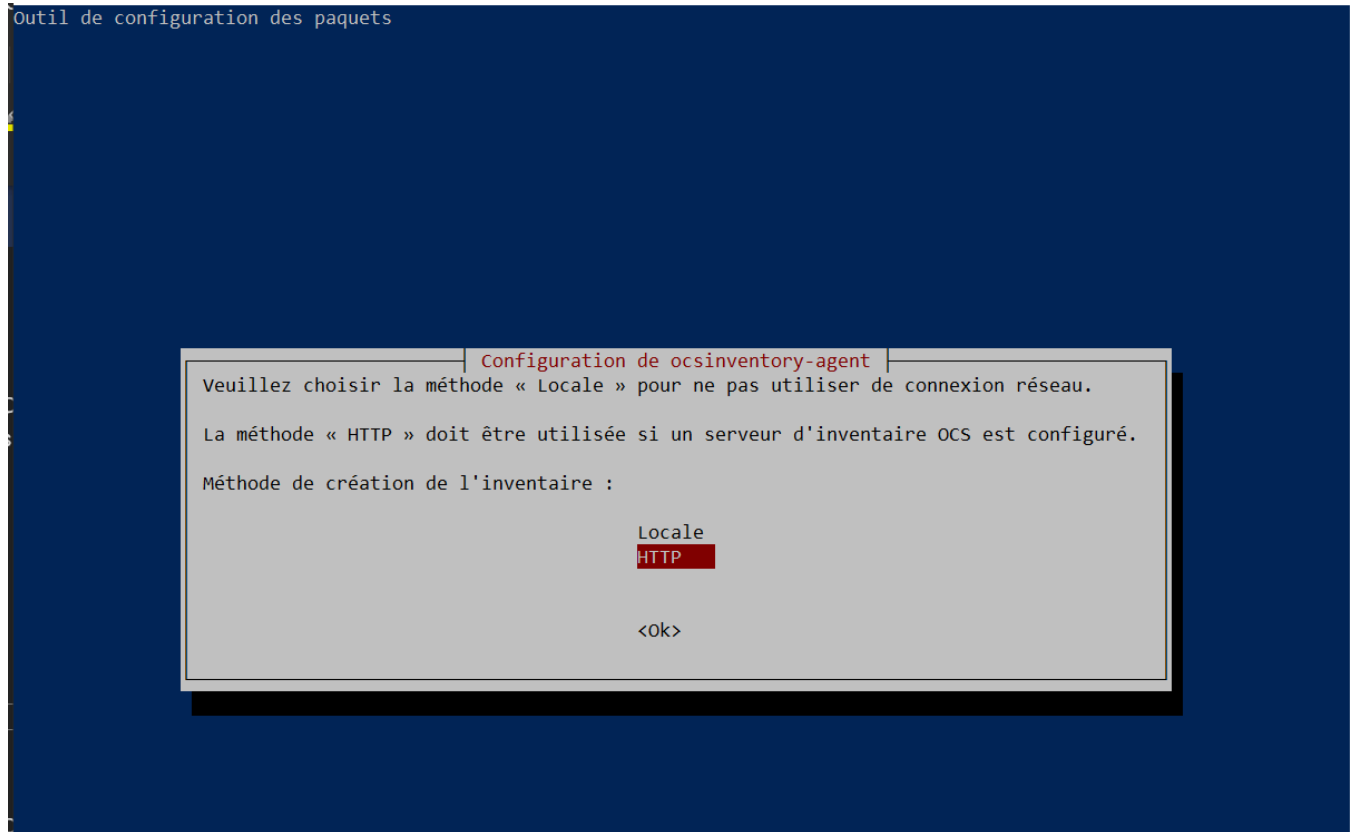 Outil de configuration des paquets
Configuration de ocsinventory-agent
Veuillez choisir la méthode « Locale » pour ne pas utiliser de connexion réseau.
La méthode « HTTP » doit être utilisée si un serveur d'inventaire OCS est configuré.
Méthode de création de l'inventaire :
Locale
HTTP
<Ok>